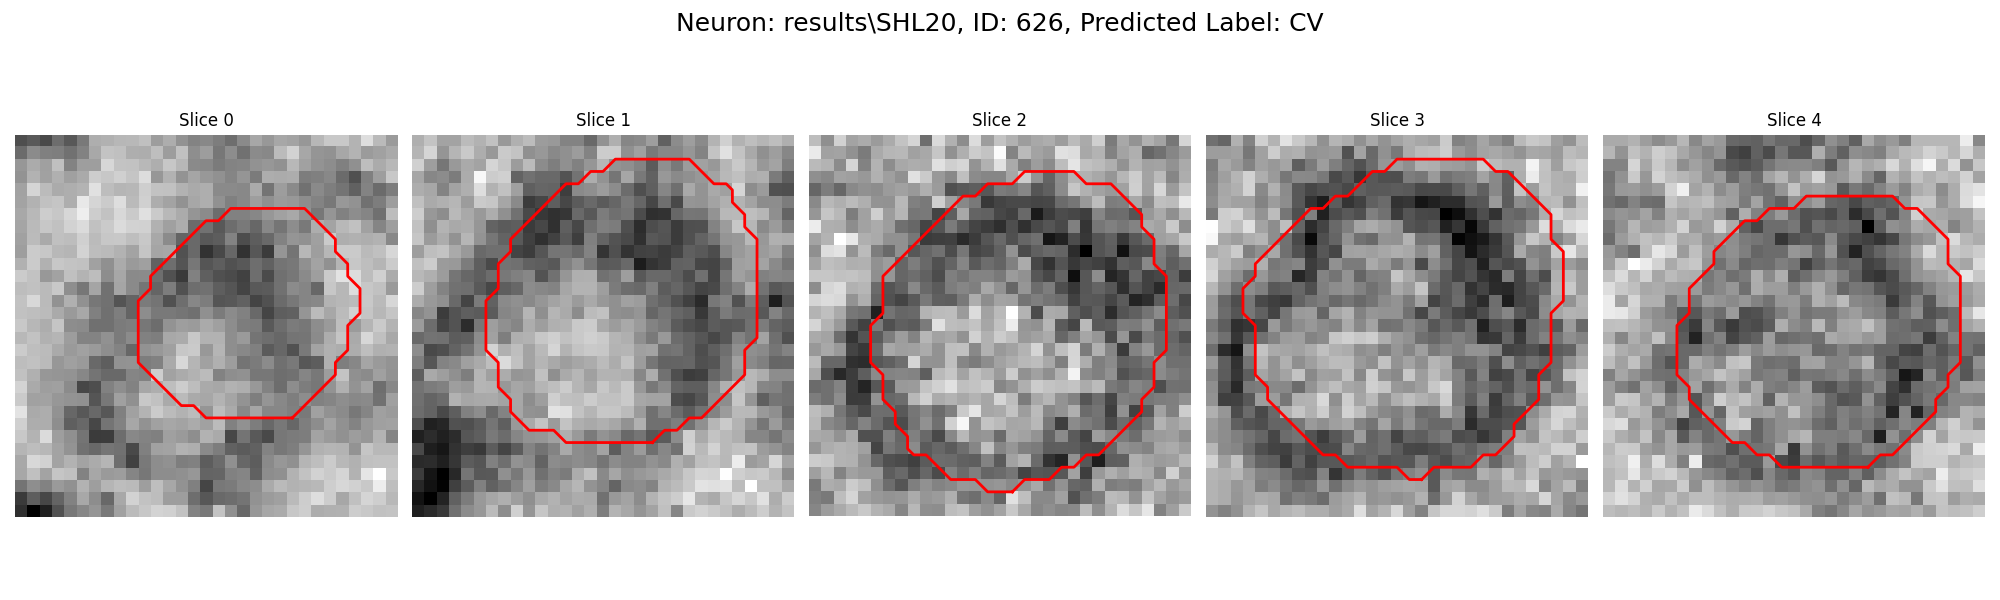 Neuron: results\SHL20, ID: 626, Predicted Label: CV
Slice 0
Slice 1
Slice 2
Slice 3
Slice 4